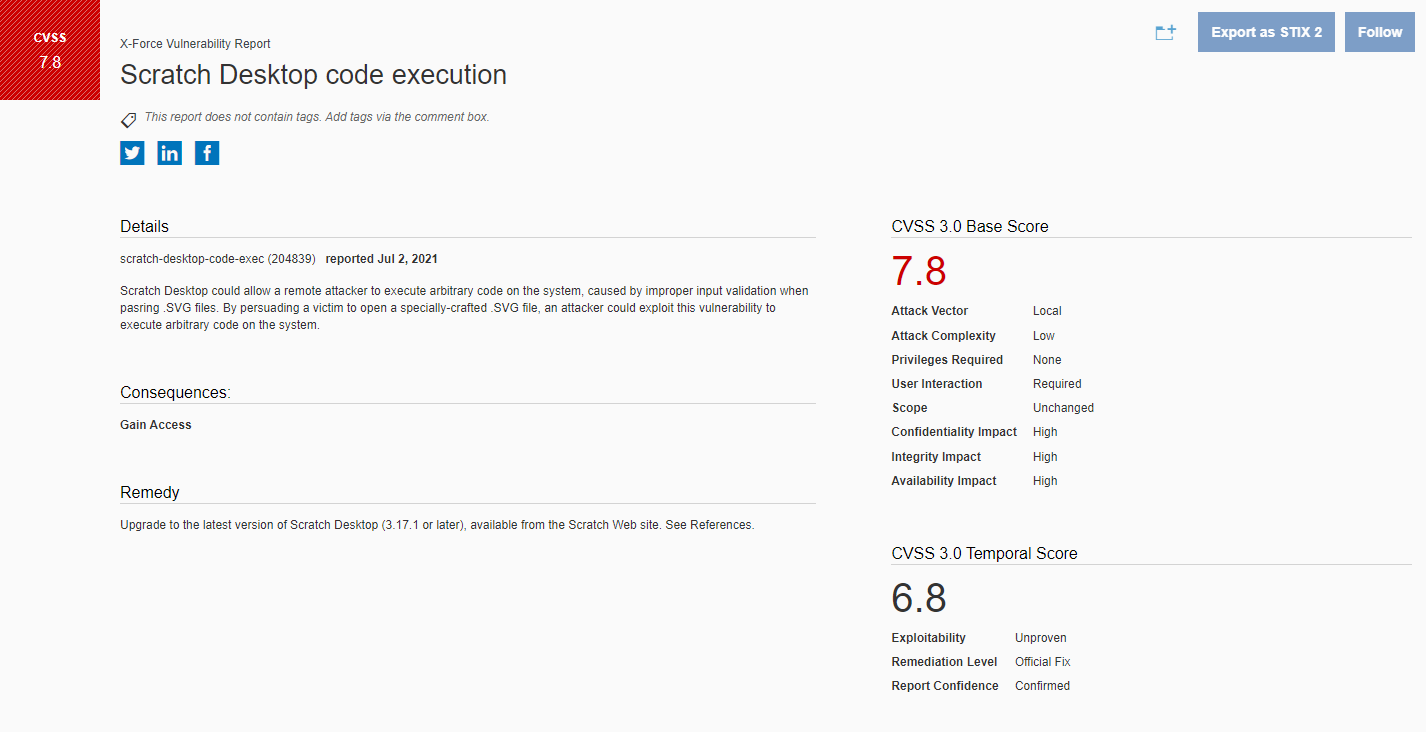 CVSS
7.8
X-Force Vulnerability Report
Scratch Desktop code execution
This report does not contain tags. Add tags via the comment box.
in f
Export as STIX 2 Follow
Details
scratch-desktop-code-exec (204839) reported Jul 2, 2021
Scratch Desktop could allow a remote attacker to execute arbitrary code on the system, caused by improper input validation when
pasring .SVG files. By persuading a victim to open a specially-crafted .SVG file, an attacker could exploit this vulnerability to
execute arbitrary code on the system.
Consequences:
Gain Access
Remedy
Upgrade to the latest version of Scratch Desktop (3.17.1 or later), available from the Scratch Web site. See References.
CVSS 3.0 Base Score
7.8
Attack Vector Local
Attack Complexity Low
Privileges Required None
User Interaction Required
Scope Unchanged
Confidentiality Impact High
Integrity Impact High
Availability Impact High
CVSS 3.0 Temporal Score
6.8
Exploitability Unproven
Remediation Level Official Fix
Report Confidence Confirmed